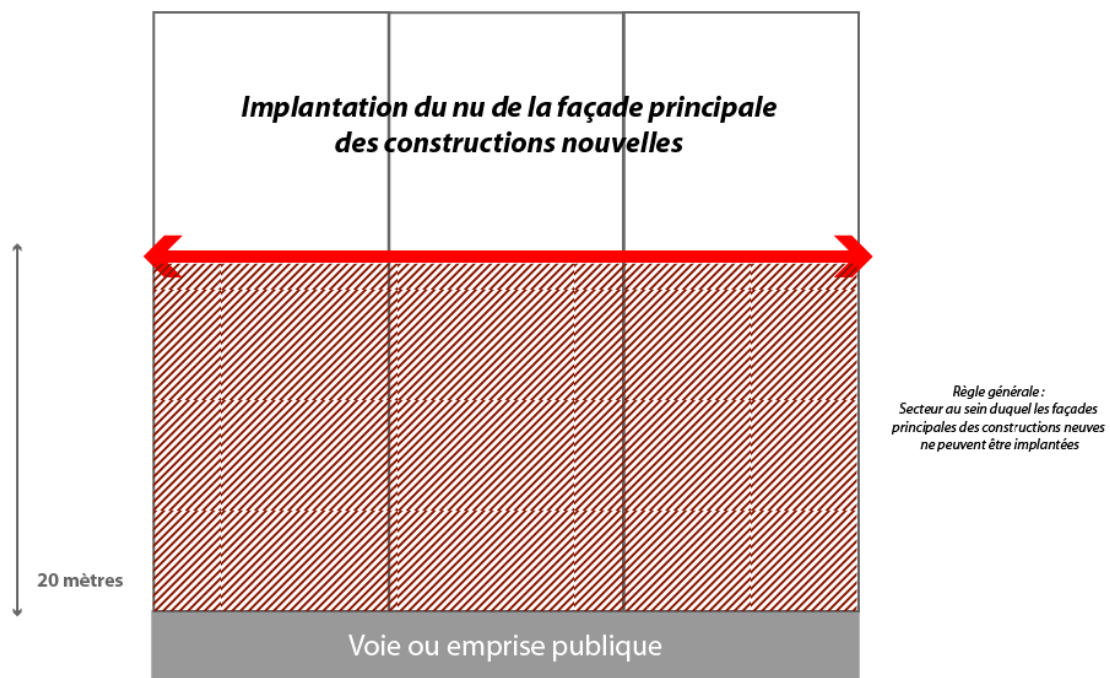 Implantation du nu de la façade principale
des constructions nouvelles
Règle générale :
Secteur au sein duquel les façades
principales des constructions neuves
ne peuvent être implantées
20 mètres
Voie ou emprise publique